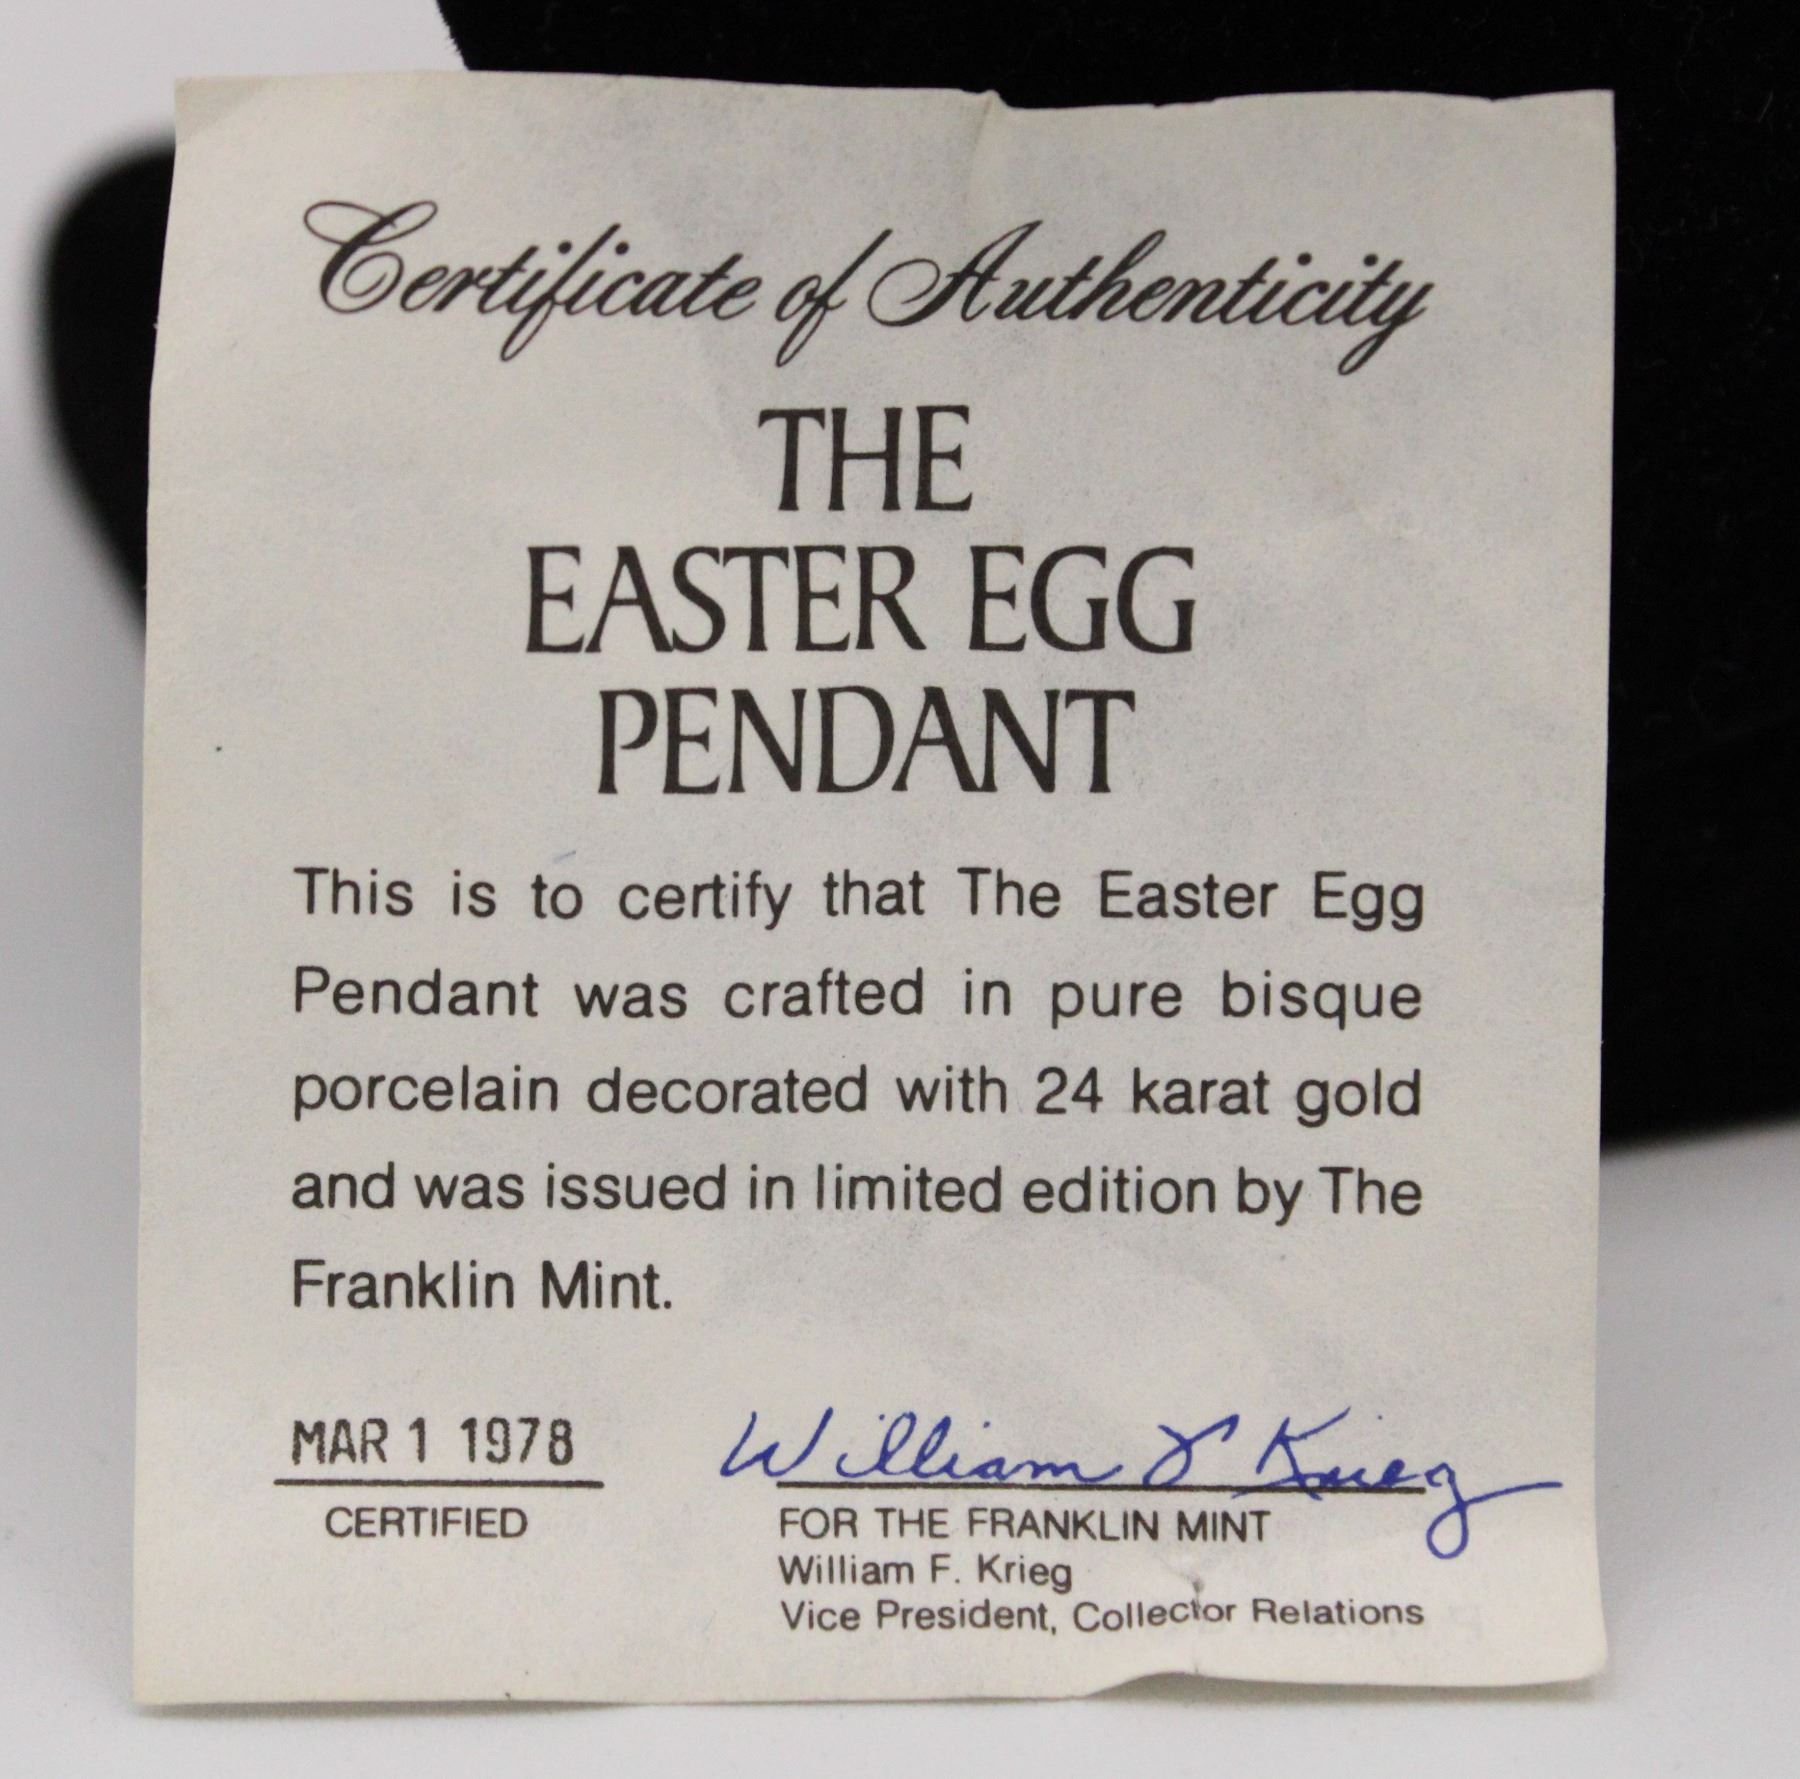 Certificate of Authenticity
THE
EASTER EGG
PENDANT
This is to certify that The Easter Egg
Pendant was crafted in pure bisque
porcelain decorated with 24 karat gold
and was issued in limited edition by The
Franklin Mint.
MAR 1 1978
CERTIFIED
William F Krieg
FOR THE FRANKLIN MINT
William F. Krieg
Vice President, Collector Relations